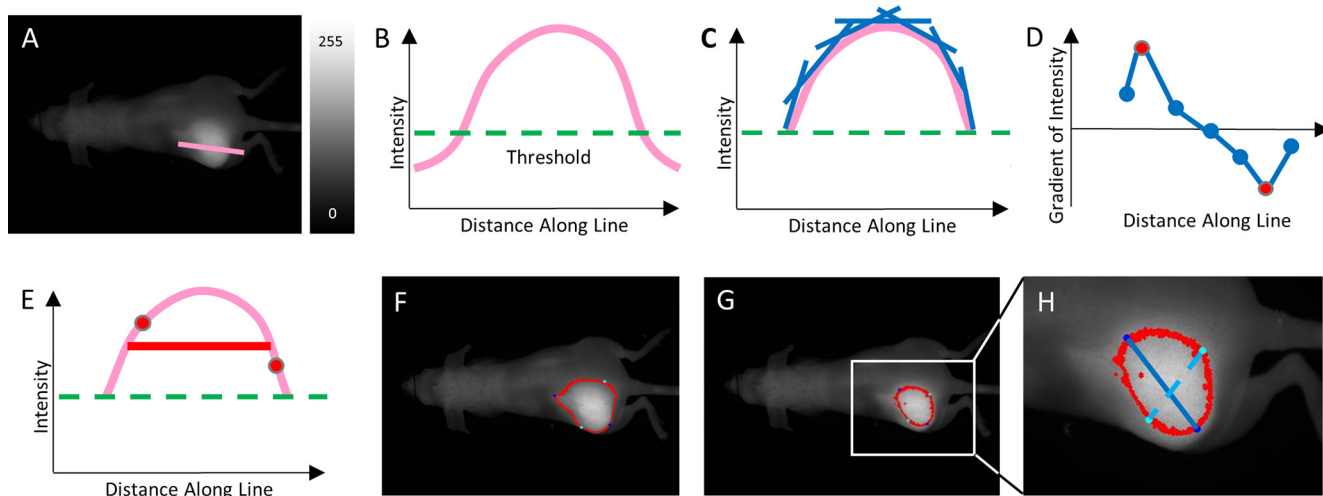 A
255
0
B
Intensity
Threshold
Distance Along Line
C
Intensity
Distance Along Line
D
Gradient of Intensity
Distance Along Line
E
Intensity
Distance Along Line
F
G
H